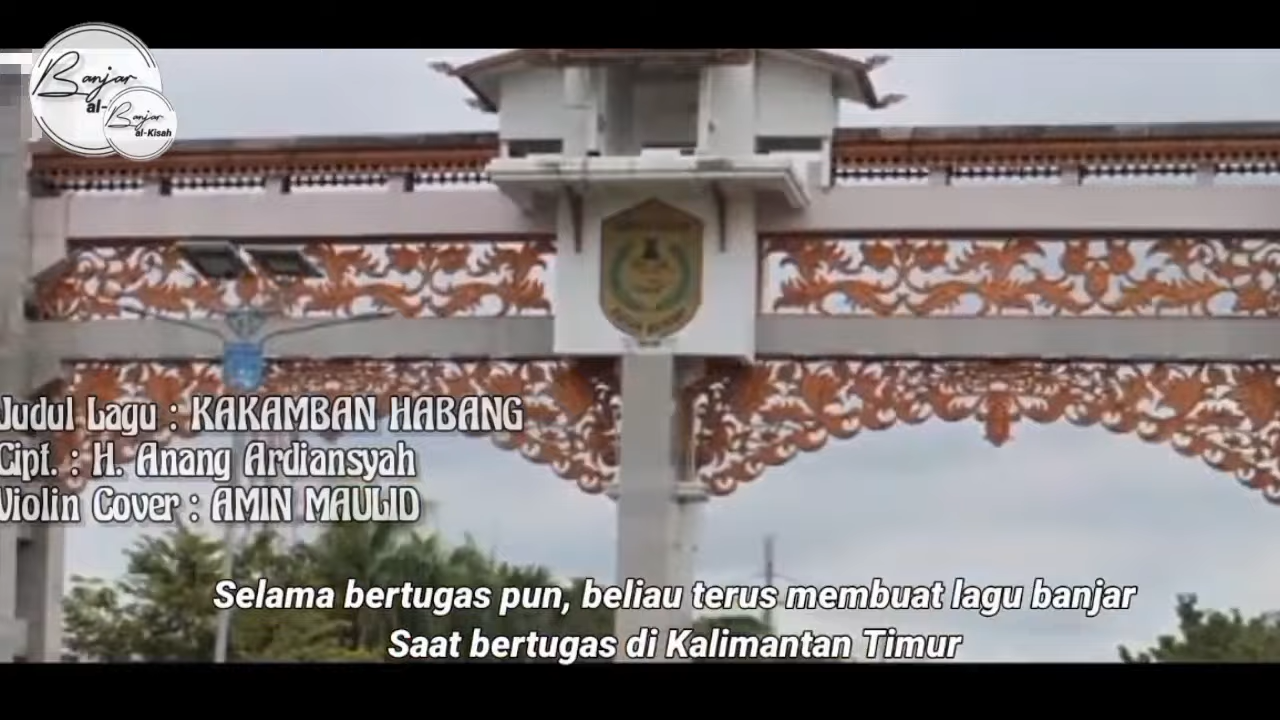 Banjar
al-
Banjar
al-Kisah
Judul Lagu : KAKAMBAN HABANG
Cipt. : H. Anang Ardiansyah
Violin Cover : AMIN MAULID
Selama bertugas pun, beliau terus membuat lagu banjar
Saat bertugas di Kalimantan Timur